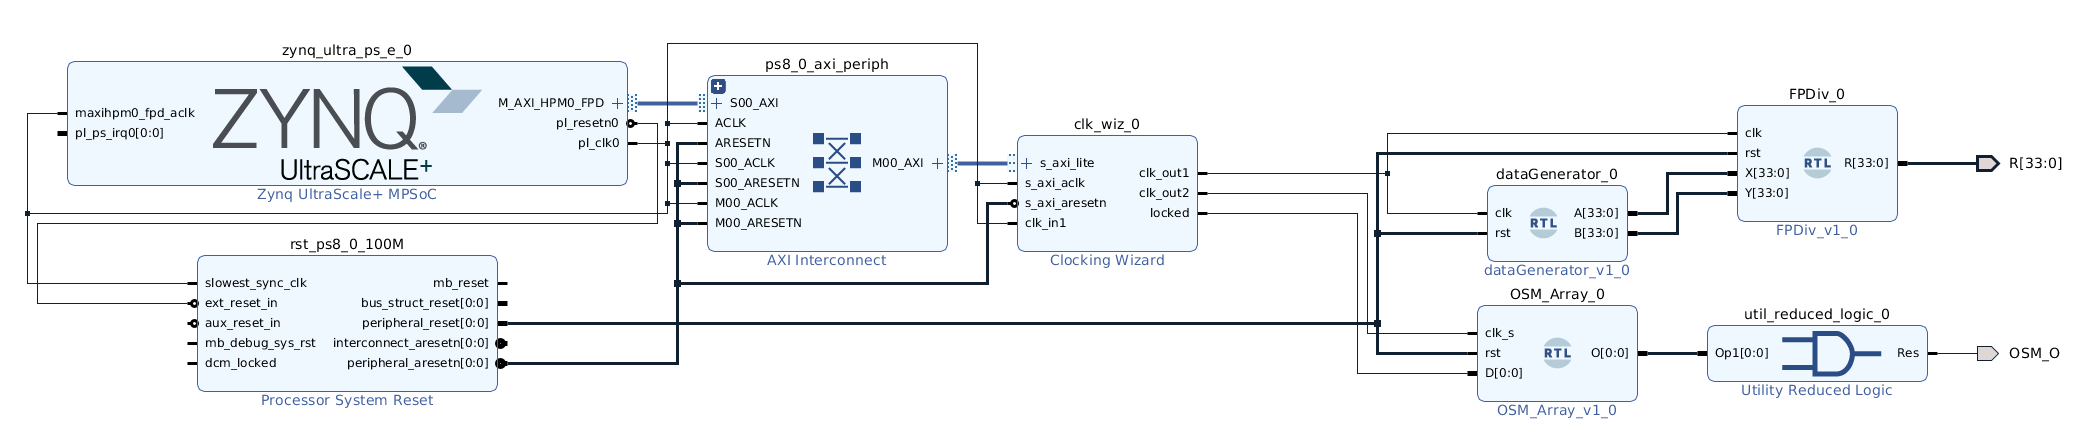 zynq_ultra_ps_e_0
maxihpm0_fpd_aclk
pl_ps_irq0[0:0]
ZYNQ®
UltraSCALE+
M_AXI_HPM0_FPD
pl_resetn0
pl_clk0
Zynq UltraScale+ MPSoC
rst_ps8_0_100M
slowest_sync_clk
ext_reset_in
aux_reset_in
mb_debug_sys_rst
dcm_locked
mb_reset
bus_struct_reset[0:0]
peripheral_reset[0:0]
interconnect_aresetn[0:0]
peripheral_aresetn[0:0]
Processor System Reset
ps8_0_axi_periph
S00_AXI
ACLK
ARESETN
S00_ACLK
S00_ARESETN
M00_ACLK
M00_ARESETN
M00_AXI
AXI Interconnect
clk_wiz_0
s_axi_lite
s_axi_aclk
s_axi_aresetn
clk_in1
clk_out1
clk_out2
locked
Clocking Wizard
dataGenerator_0
clk
rst
RTL
A[33:0]
B[33:0]
dataGenerator_v1_0
FPDiv_0
clk
rst
X[33:0]
Y[33:0]
RTL
R[33:0]
FPDiv_v1_0
R[33:0]
OSM_Array_0
clk_s
rst
D[0:0]
RTL
O[0:0]
OSM_Array_v1_0
util_reduced_logic_0
Op1[0:0]
Res
Utility Reduced Logic
OSM_O